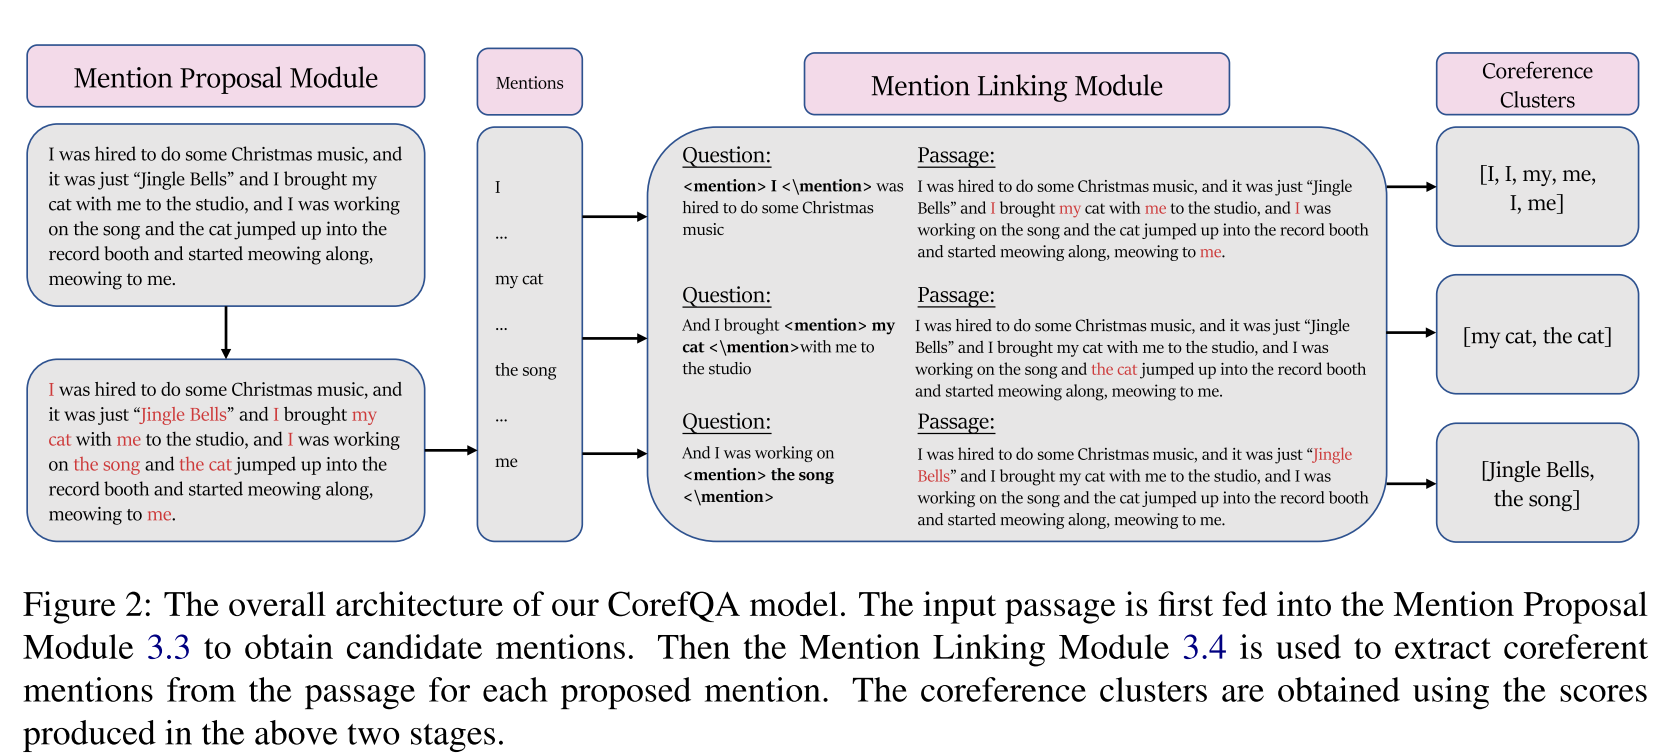 Mention Proposal Module
I was hired to do some Christmas music, and
it was just “Jingle Bells” and I brought my
cat with me to the studio, and I was working
on the song and the cat jumped up into the
record booth and started meowing along,
meowing to me.
I was hired to do some Christmas music, and
it was just “Jingle Bells” and I brought my
cat with me to the studio, and I was working
on the song and the cat jumped up into the
record booth and started meowing along,
meowing to me.
Mentions
I
...
my cat
...
the song
...
me
Mention Linking Module
Question:
<mention> I <\mention> was
hired to do some Christmas
music
Passage:
I was hired to do some Christmas music, and it was just “Jingle
Bells” and I brought my cat with me to the studio, and I was
working on the song and the cat jumped up into the record booth
and started meowing along, meowing to me.
Question:
And I brought <mention> my
cat <\mention>with me to
the studio
Passage:
I was hired to do some Christmas music, and it was just “Jingle
Bells” and I brought my cat with me to the studio, and I was
working on the song and the cat jumped up into the record booth
and started meowing along, meowing to me.
Question:
And I was working on
<mention> the song
<\mention>
Passage:
I was hired to do some Christmas music, and it was just “Jingle
Bells” and I brought my cat with me to the studio, and I was
working on the song and the cat jumped up into the record booth
and started meowing along, meowing to me.
Coreference
Clusters
[I, I, my, me,
I, me]
[my cat, the cat]
[Jingle Bells,
the song]
Figure 2: The overall architecture of our CorefQA model. The input passage is first fed into the Mention Proposal
Module 3.3 to obtain candidate mentions. Then the Mention Linking Module 3.4 is used to extract coreferent
mentions from the passage for each proposed mention. The coreference clusters are obtained using the scores
produced in the above two stages.